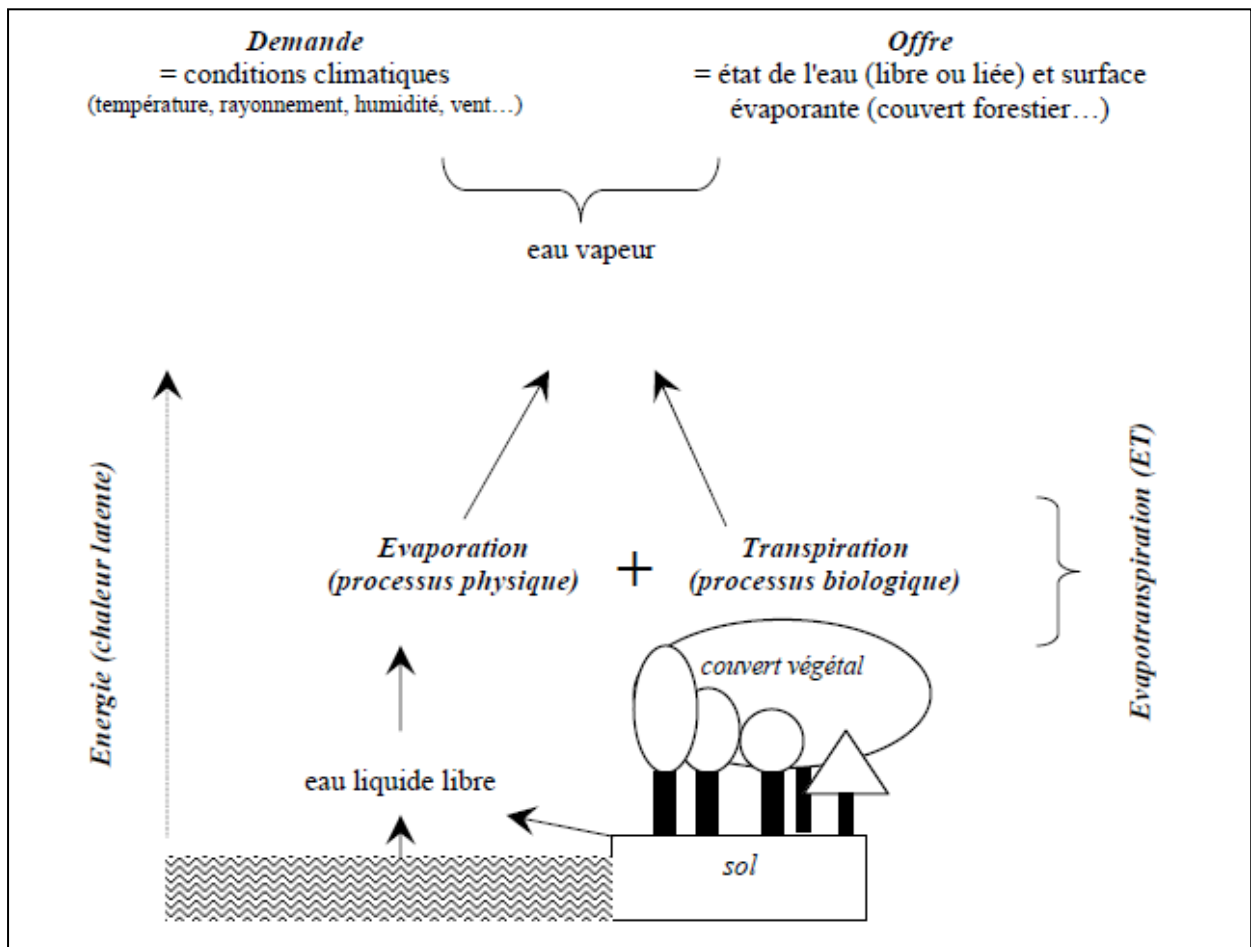 Demande
= conditions climatiques
(température, rayonnement, humidité, vent…)
Offre
= état de l'eau (libre ou liée) et surface
évaporante (couvert forestier…)
eau vapeur
Energie (chaleur latente)
Evaporation
(processus physique)
+
Transpiration
(processus biologique)
Evapotranspiration (ET)
couvert végétal
eau liquide libre
sol